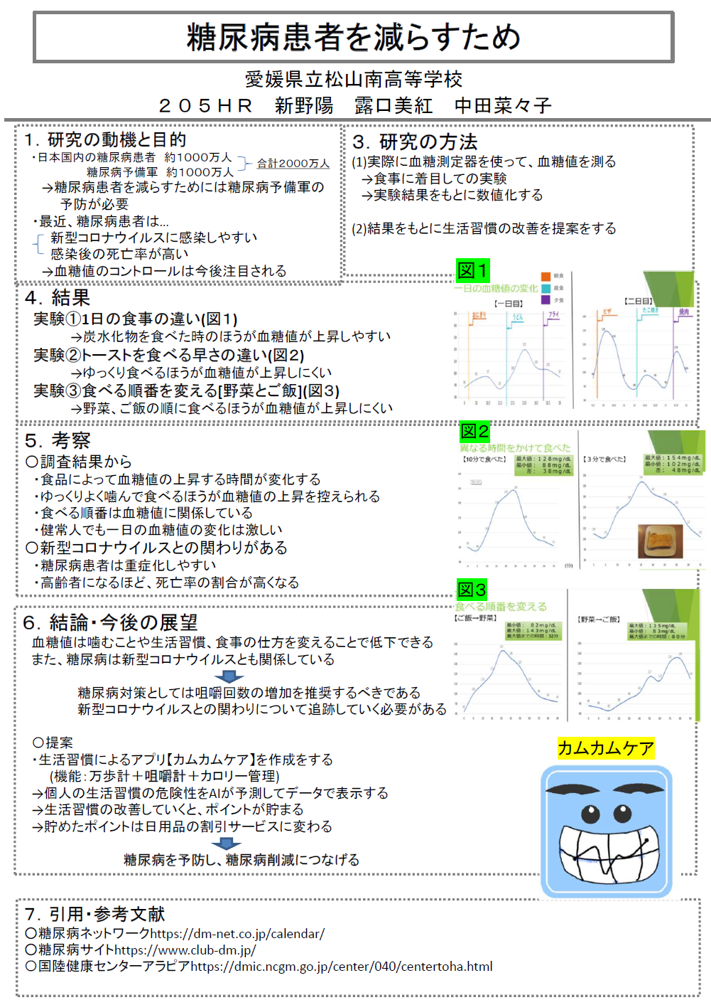 糖尿病患者を減らすため
愛媛県立松山南高等学校
２０５ＨＲ　新野陽　露口美紅　中田菜々子
１．研究の動機と目的
・日本国内の糖尿病患者　約１０００万人
糖尿病予備軍　約１０００万人
合計２０００万人
→糖尿病患者を減らすためには糖尿病予備軍の
予防が必要
・最近、糖尿病患者は…
新型コロナウイルスに感染しやすい
感染後の死亡率が高い
→血糖値のコントロールは今後注目される
３．研究の方法
(1)実際に血糖測定器を使って、血糖値を測る
→食事に着目しての実験
→実験結果をもとに数値化する
(2)結果をもとに生活習慣の改善を提案をする
４．結果
実験①1日の食事の違い(図１)
→炭水化物を食べた時のほうが血糖値が上昇しやすい
実験②トーストを食べる早さの違い(図２)
→ゆっくり食べるほうが血糖値が上昇しにくい
実験③食べる順番を変える[野菜とご飯](図３)
→野菜、ご飯の順に食べるほうが血糖値が上昇しにくい
図１
一日の血糖値の変化
朝食
昼食
夕食
【一日目】
おにぎり
うどん
フライ
【二日目】
ピザ
たこ焼き
焼肉
５．考察
〇調査結果から
・食品によって血糖値の上昇する時間が変化する
・ゆっくりよく噛んで食べるほうが血糖値の上昇を控えられる
・食べる順番は血糖値に関係している
・健常人でも一日の血糖値の変化は激しい
〇新型コロナウイルスとの関わりがある
・糖尿病患者は重症化しやすい
・高齢者になるほど、死亡率の割合が高くなる
図２
異なる時間をかけて食べた
【10分で食べた】
最大値：１２８mg/dL
最小値：　８８mg/dL
差：　３８mg/dL
(分)
【３分で食べた】
最大値：１５４mg/dL
最小値：１０２mg/dL
差：　４８mg/dL
図３
食べる順番を変える
【ご飯→野菜】
最小値：　８２mg/dL
最大値：１４３mg/dL
最大値までの時間：32分
【野菜→ご飯】
最大値：１３５mg/dL
最小値：　８３mg/dL
最大値までの時間：８０分
６．結論・今後の展望
血糖値は噛むことや生活習慣、食事の仕方を変えることで低下できる
また、糖尿病は新型コロナウイルスとも関係している
糖尿病対策としては咀嚼回数の増加を推奨するべきである
新型コロナウイルスとの関わりについて追跡していく必要がある
〇提案
・生活習慣によるアプリ【カムカムケア】を作成をする
(機能：万歩計＋咀嚼計＋カロリー管理)
→個人の生活習慣の危険性をAIが予測してデータで表示する
→生活習慣の改善していくと、ポイントが貯まる
→貯めたポイントは日用品の割引サービスに変わる
糖尿病を予防し、糖尿病削減につなげる
カムカムケア
７．引用・参考文献
〇糖尿病ネットワークhttps://dm-net.co.jp/calendar/
〇糖尿病サイトhttps://www.club-dm.jp/
〇国陸健康センターアラピアhttps://dmic.ncgm.go.jp/center/040/centertoha.html